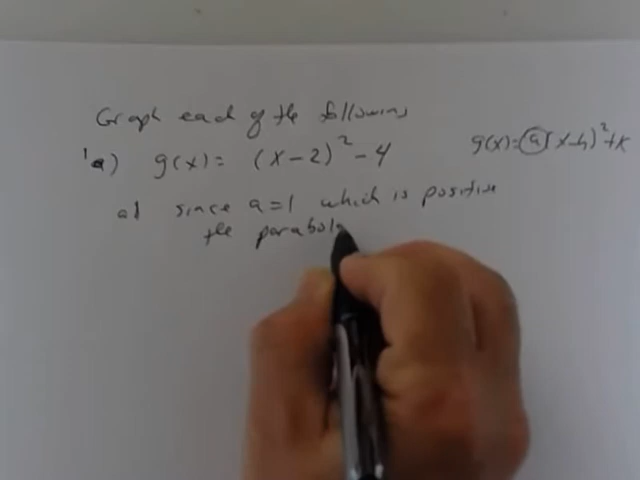 Graph each of the following
1a) g(x) = (x-2)² - 4
g(x) = a(x-h)² + k
a) since a = 1 which is positive
the parabola